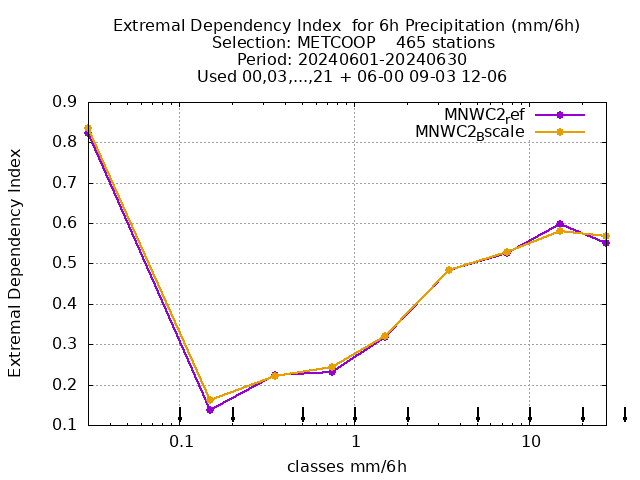 Extremal Dependency Index  for 6h Precipitation (mm/6h)
Selection: METCOOP    465 stations
Period: 20240601-20240630
Used 00,03,...,21 + 06-00 09-03 12-06
MNWC2ref
MNWC2Bscale
0.9
0.8
0.7
0.6
0.5
0.4
0.3
0.2
0.1
Extremal Dependency Index
0.1 1 10
classes mm/6h